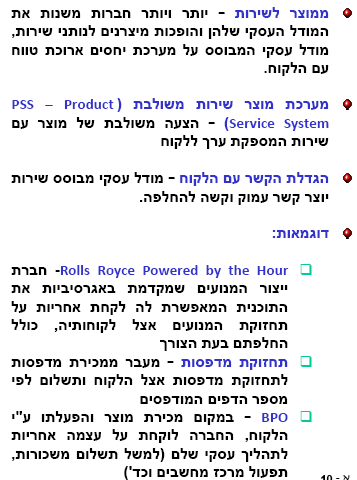 ממוצר לשירות – יותר ויותר חברות משנות את
המודל העסקי שלהן והופכות מיצרנים לנותני שירות,
מודל עסקי המבוסס על מערכת יחסים ארוכת טווח
עם הלקוח.
מערכת מוצר שירות משולבת (PSS – Product
Service System) – הצעה משולבת של מוצר עם
שירות המספקת ערך ללקוח
הגדלת הקשר עם הלקוח – מודל עסקי מבוסס שירות
יוצר קשר עמוק וקשה להחלפה.
דוגמאות:
Rolls Royce Powered by the Hour- חברת
ייצור המנועים שמקדמת באגרסיביות את
התוכנית המאפשרת לה לקחת אחריות על
תחזוקת המנועים אצל לקוחותיה, כולל
החלפתם בעת הצורך
תחזוקת מדפסות – מעבר ממכירת מדפסות
לתחזוקת מדפסות אצל הלקוח ותשלום לפי
מספר הדפים המודפסים
BPO – במקום מכירת מוצר והפעלתו ע"י
הלקוח, החברה לוקחת על עצמה אחריות
לתהליך עסקי שלם (למשל תשלום משכורות,
תפעול מרכז מחשבים וכד')
א - 10